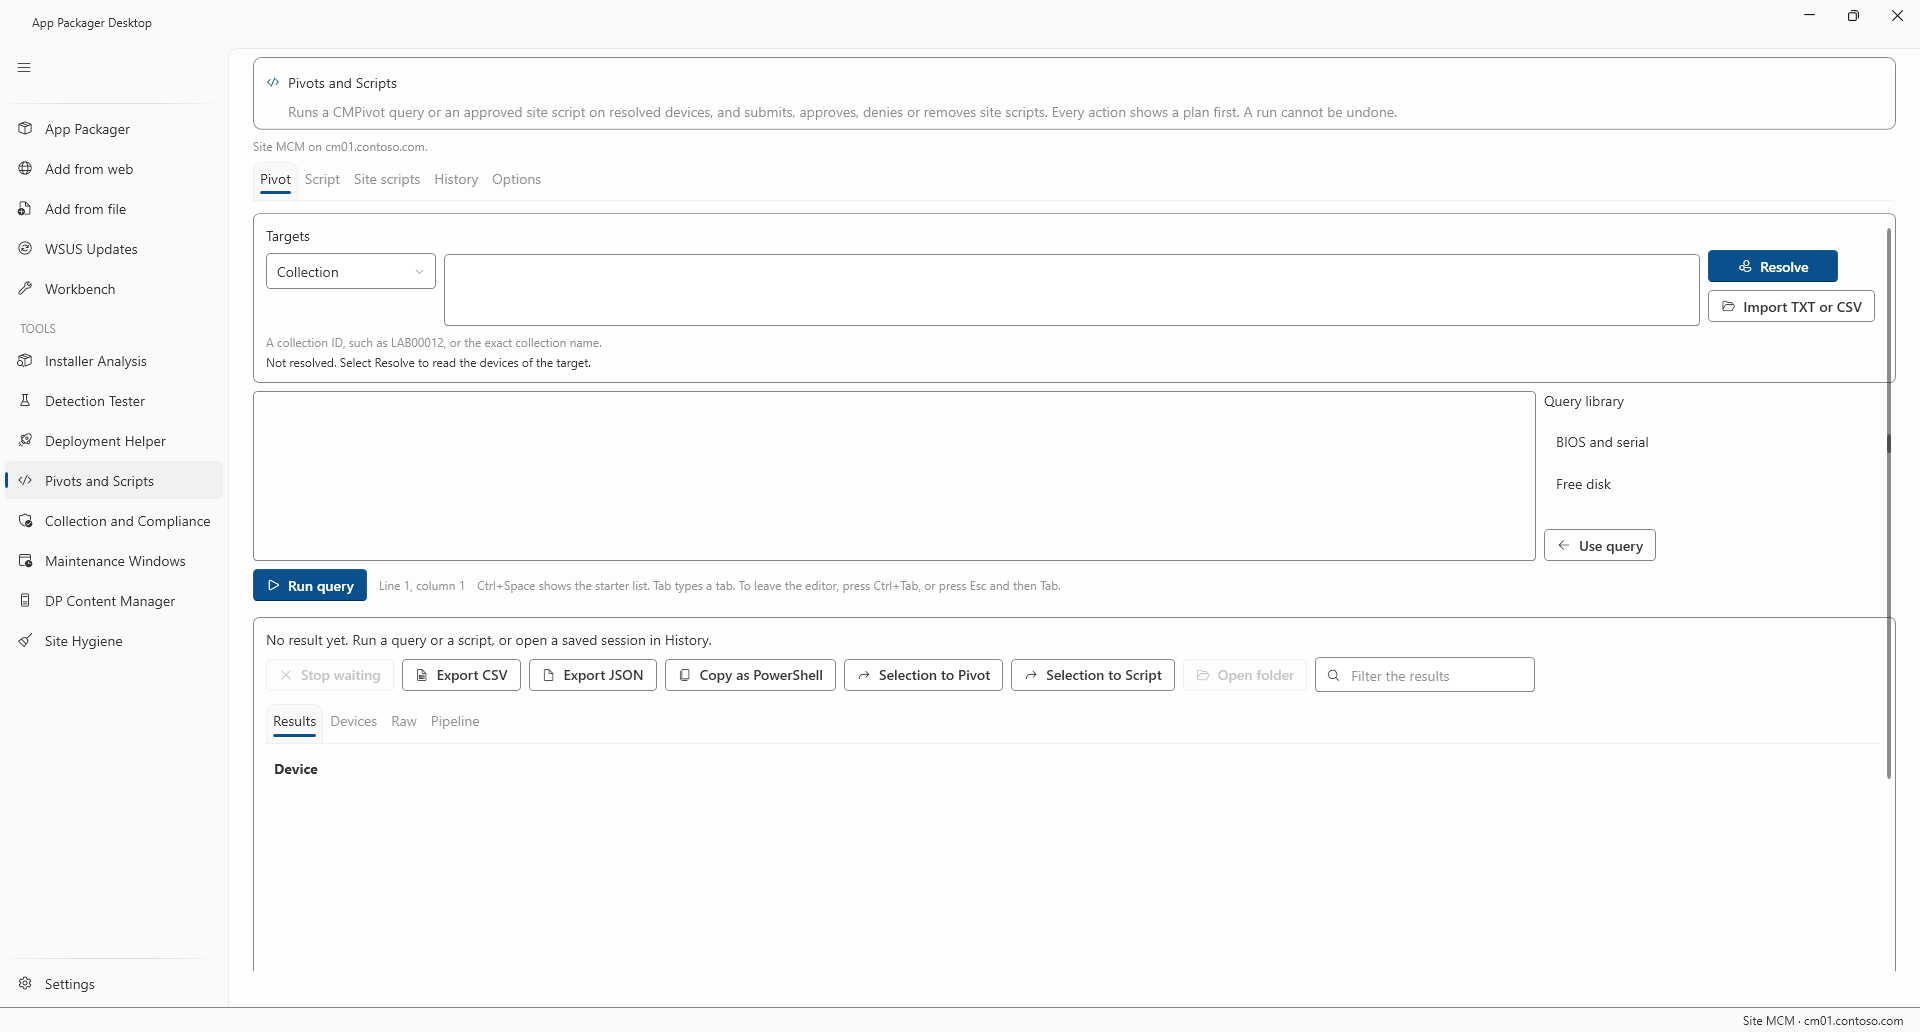 App Packager Desktop
App Packager
Add from web
Add from file
WSUS Updates
Workbench
TOOLS
Installer Analysis
Detection Tester
Deployment Helper
Pivots and Scripts
Collection and Compliance
Maintenance Windows
DP Content Manager
Site Hygiene
Settings
Pivots and Scripts
Runs a CMPivot query or an approved site script on resolved devices, and submits, approves, denies or removes site scripts. Every action shows a plan first. A run cannot be undone.
Site MCM on cm01.contoso.com.
Pivot Script Site scripts History Options
Targets
Collection
Resolve
Import TXT or CSV
A collection ID, such as LAB00012, or the exact collection name.
Not resolved. Select Resolve to read the devices of the target.
Query library
BIOS and serial
Free disk
Use query
Run query Line 1, column 1 Ctrl+Space shows the starter list. Tab types a tab. To leave the editor, press Ctrl+Tab, or press Esc and then Tab.
No result yet. Run a query or a script, or open a saved session in History.
Stop waiting Export CSV Export JSON Copy as PowerShell Selection to Pivot Selection to Script Open folder Filter the results
Results Devices Raw Pipeline
Device
Site MCM · cm01.contoso.com